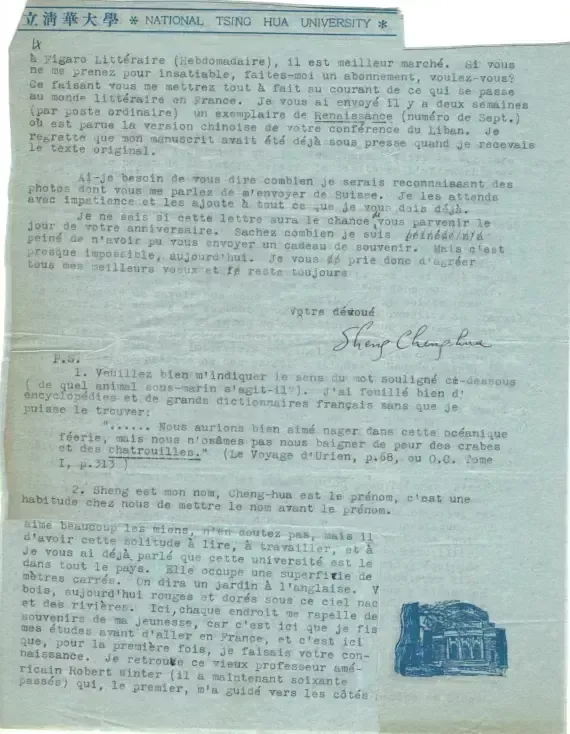 立清華大學 * NATIONAL TSING HUA UNIVERSITY *
à Figaro Littéraire (Hebdomadaire), il est meilleur marché. Si vous
ne me prenez pour insatiable, faites-moi un abonnement, voulez-vous?
Ce faisant vous me mettrez tout à fait au courant de ce qui se passe
au monde littéraire en France. Je vous ai envoyé il y a deux semaines
(par poste ordinaire) un exemplaire de Renaissance (numéro de Sept.)
où est parue la version chinoise de votre conférence du Liban. Je
regrette que mon manuscrit avait été déjà sous presse quand je recevais
le texte original.
Ai-je besoin de vous dire combien je serais reconnaissant des
photos dont vous me parlez de m'envoyer de Suisse. Je les attends
avec impatience et les ajoute à tout ce que je vous dois déjà.
Je ne sais si cette lettre aura le chance de vous parvenir le
jour de votre anniversaire. Sachez combien je suis
peiné de n'avoir pu vous envoyer un cadeau de souvenir. Mais c'est
presque impossible, aujourd'hui. Je vous prie donc d'agréer
tous mes meilleurs voeux et reste toujours
Votre dévoué
Sheng Cheng hua
P.S.
1. Veuillez bien m'indiquer le sens du mot souligné ci-dessous
( de quel animal sous-marin s'agit-il?). J'ai fouillé bien d'
encyclopédies et de grands dictionnaires français sans que je
puisse le trouver:
"...... Nous aurions bien aimé nager dans cette océanique
féerie, mais nous n'osâmes pas nous baigner de peur des crabes
et des chatrouilles." (Le Voyage d'Urien, p.68, ou O.C. Tome
I, p.313 )
2. Sheng est mon nom, Cheng-hua est le prénom, c'est une
habitude chez nous de mettre le nom avant le prénom.
aime beaucoup les miens, n'en doutez pas, mais il
d'avoir cette solitude à lire, à travailler, et à
Je vous ai déjà parlé que cette université est le
dans tout le pays. Elle occupe une superficie de
mètres carrés. On dira un jardin à l'anglaise. V
bois, aujourd'hui rouges et dorés sous ce ciel nac
et des rivières. Ici,chaque endroit me rapelle de
souvenirs de ma jeunesse, car c'est ici que je fis
mes études avant d'aller en France, et c'est ici
que, pour la première fois, je faisais votre con-
naissance. Je retrouve ce vieux professeur amé-
ricain Robert Winter (il a maintenant soixante
passés) qui, le premier, m'a guidé vers les côtés